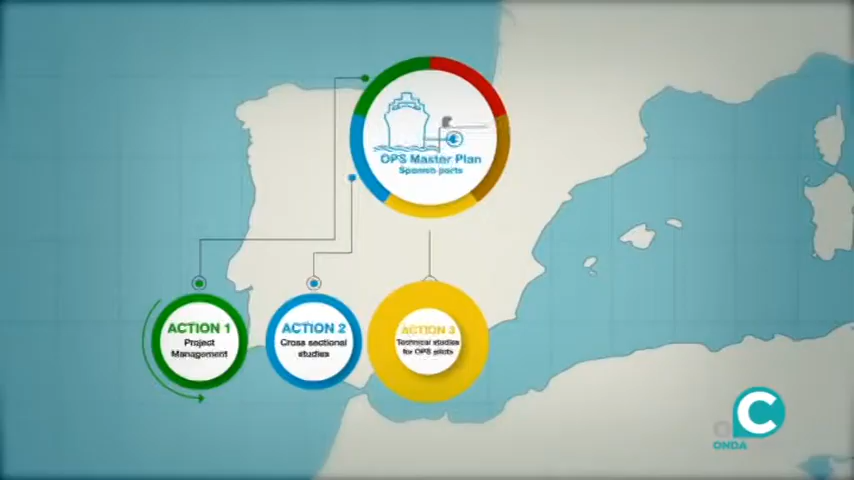 OPS Master Plan
Spanish ports
ACTION 1
Project
Management
ACTION 2
Cross sectional
studies
ACTION 3
Technical studies
for OPS pilots
C
ONDA